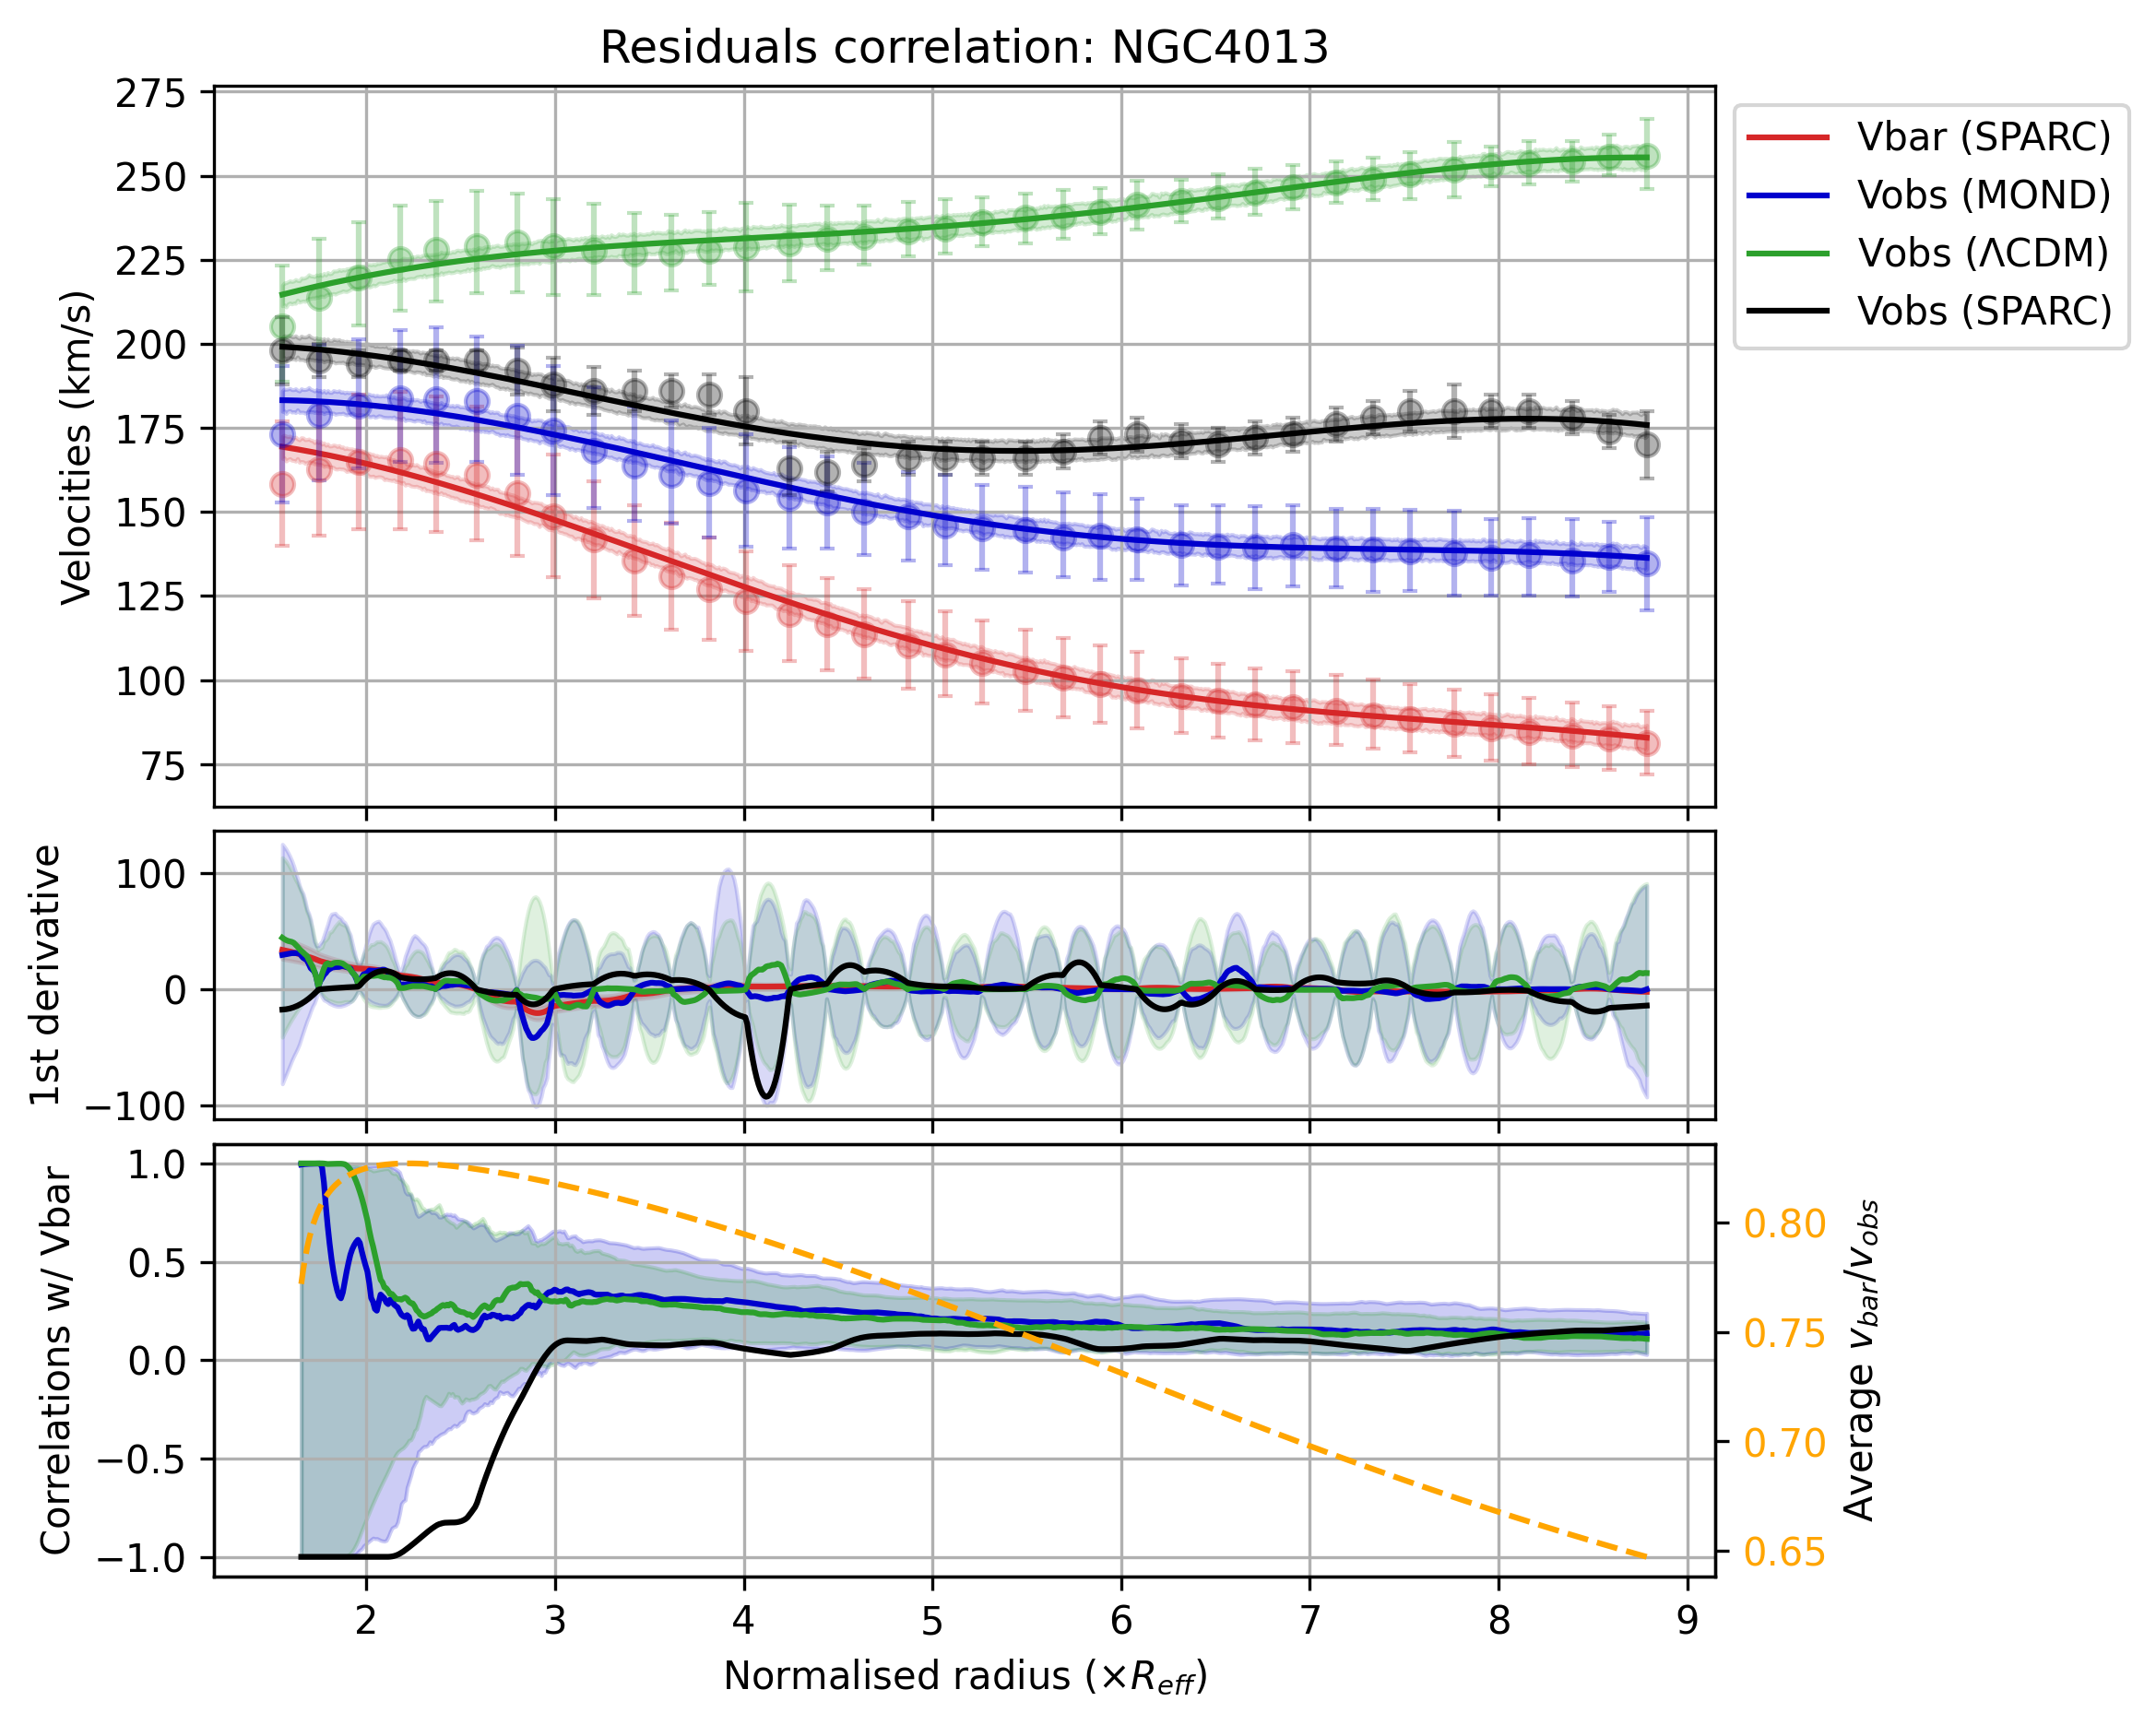 Residuals correlation: NGC4013
Velocities (km/s)
275
250
225
200
175
150
125
100
75
Vbar (SPARC)
Vobs (MOND)
Vobs (ΛCDM)
Vobs (SPARC)
1st derivative
100
0
−100
Correlations w/ Vbar
1.0
0.5
0.0
−0.5
−1.0
0.80
0.75
0.70
0.65
Average v_bar/v_obs
2 3 4 5 6 7 8 9
Normalised radius (×R_eff)